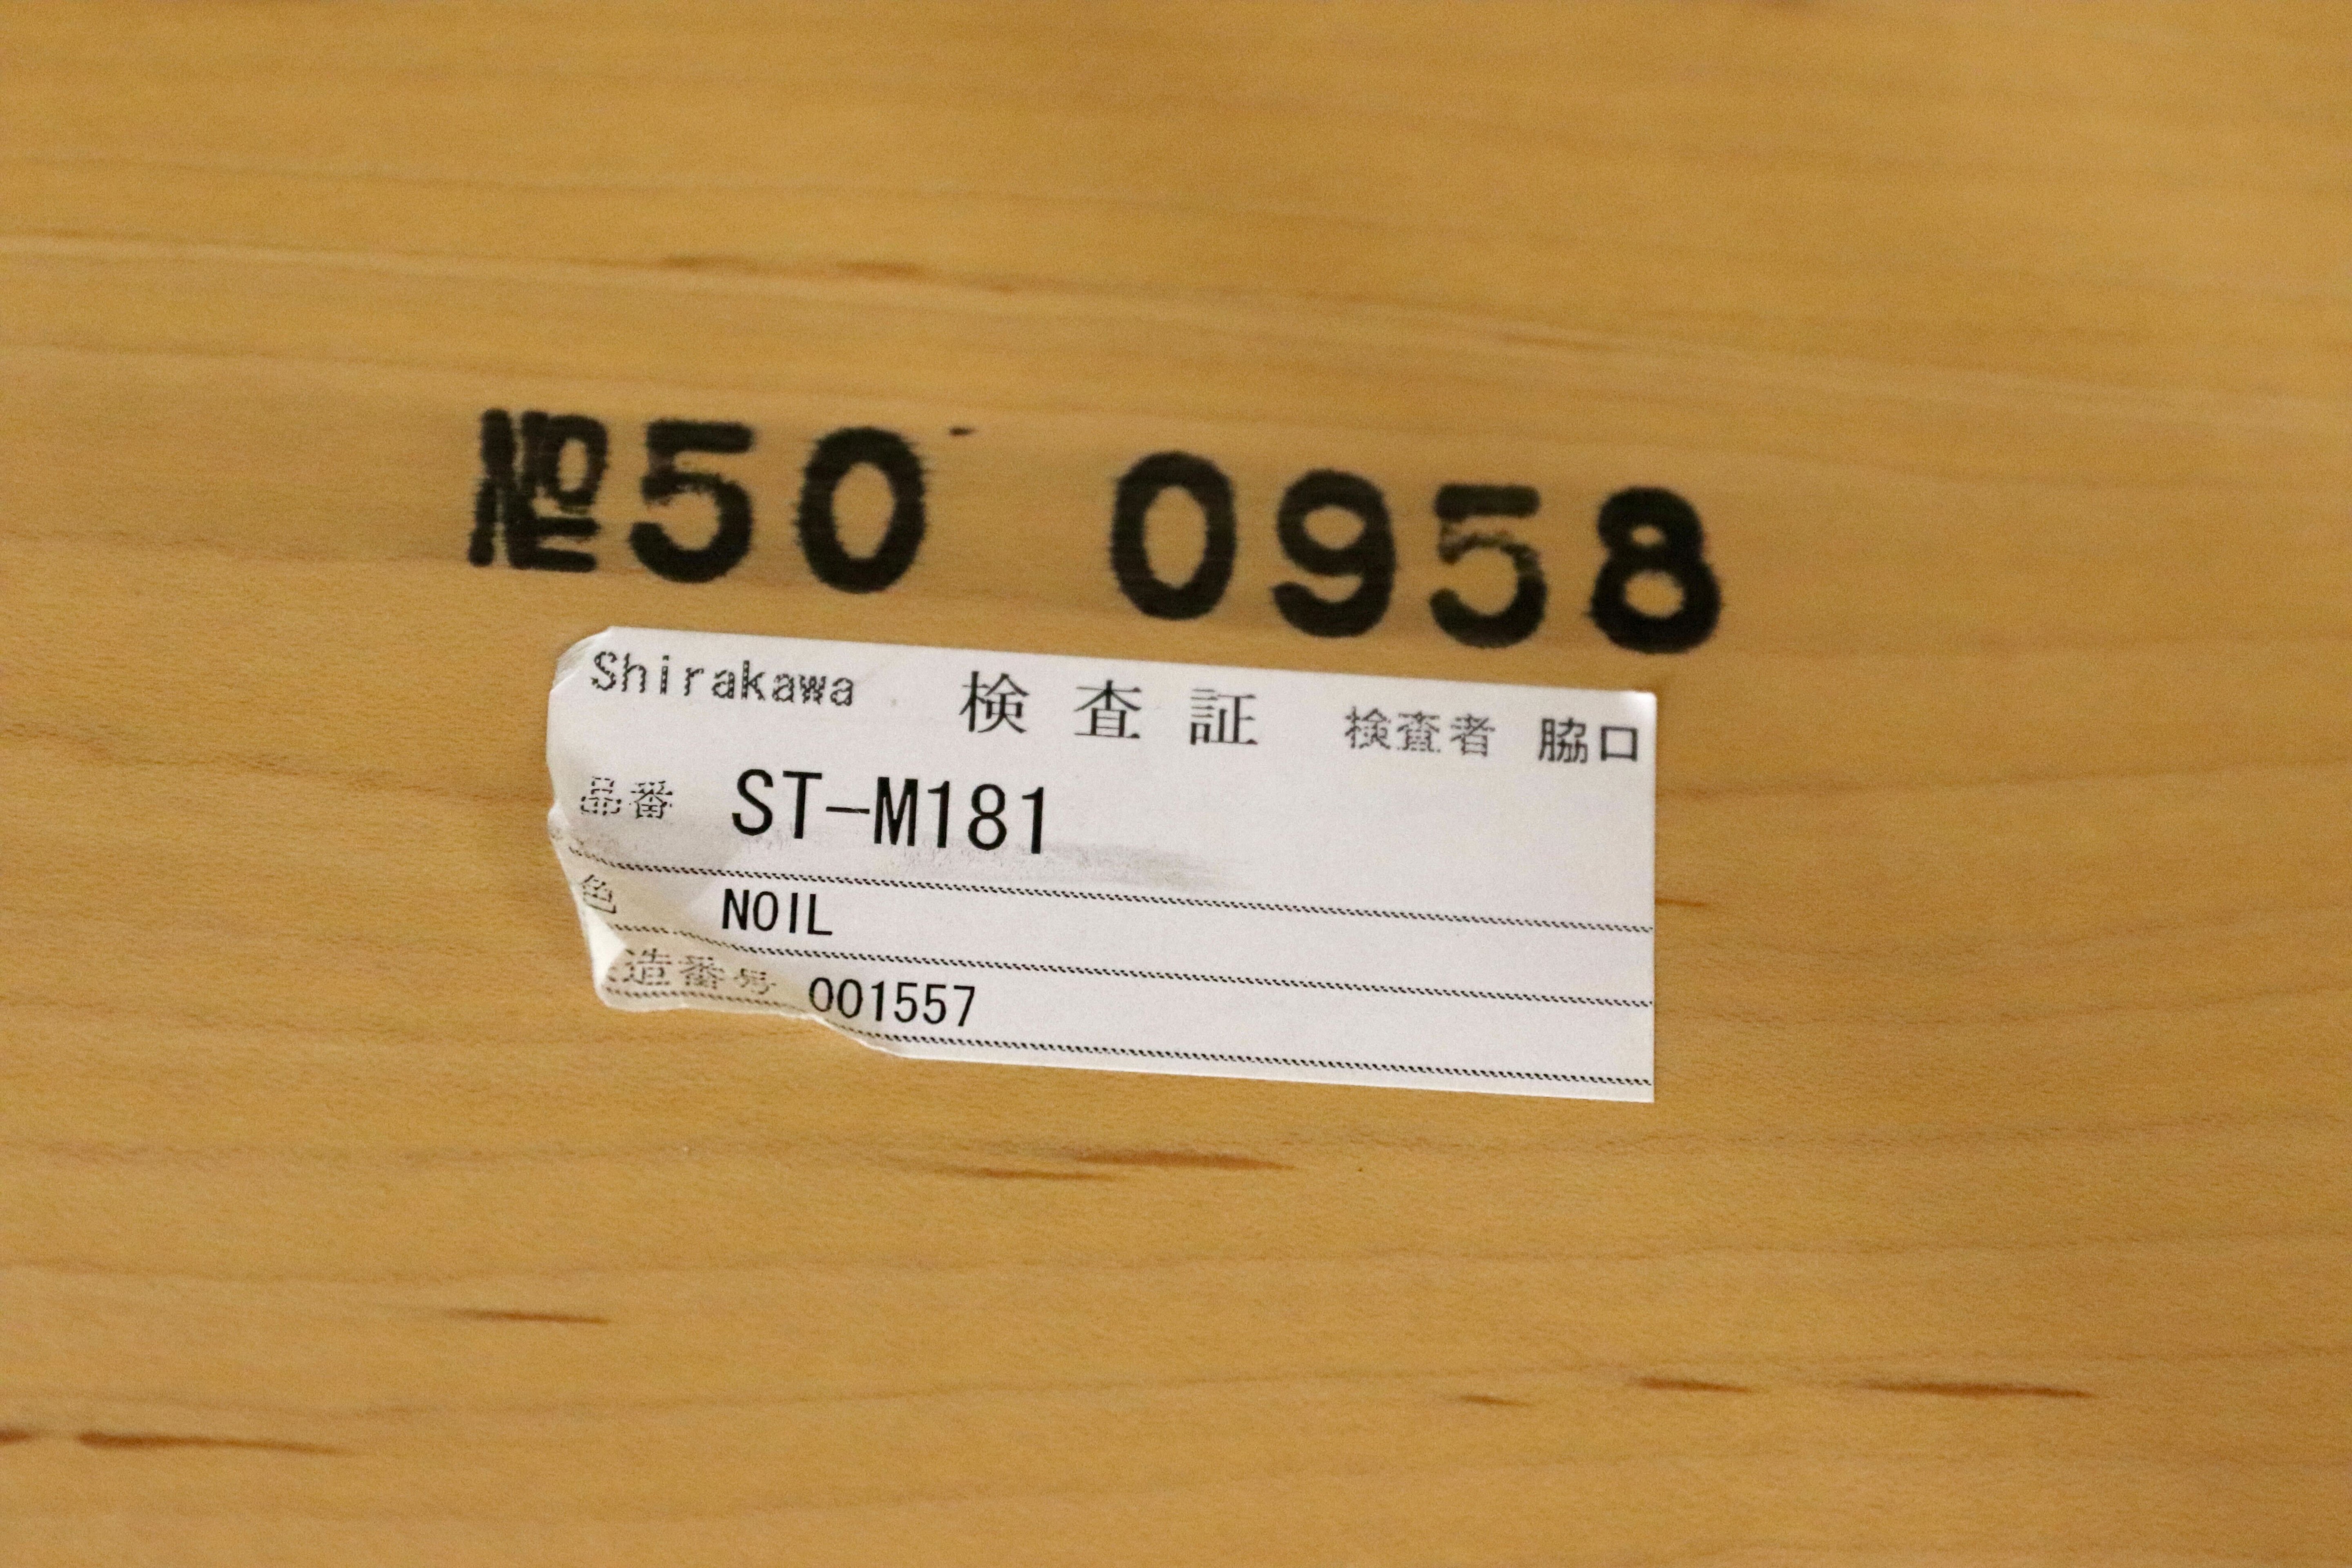 №50 0958
Shirakawa 検査証 検査者 脇口
品番 ST-M181
色 NOIL
造番号 001557